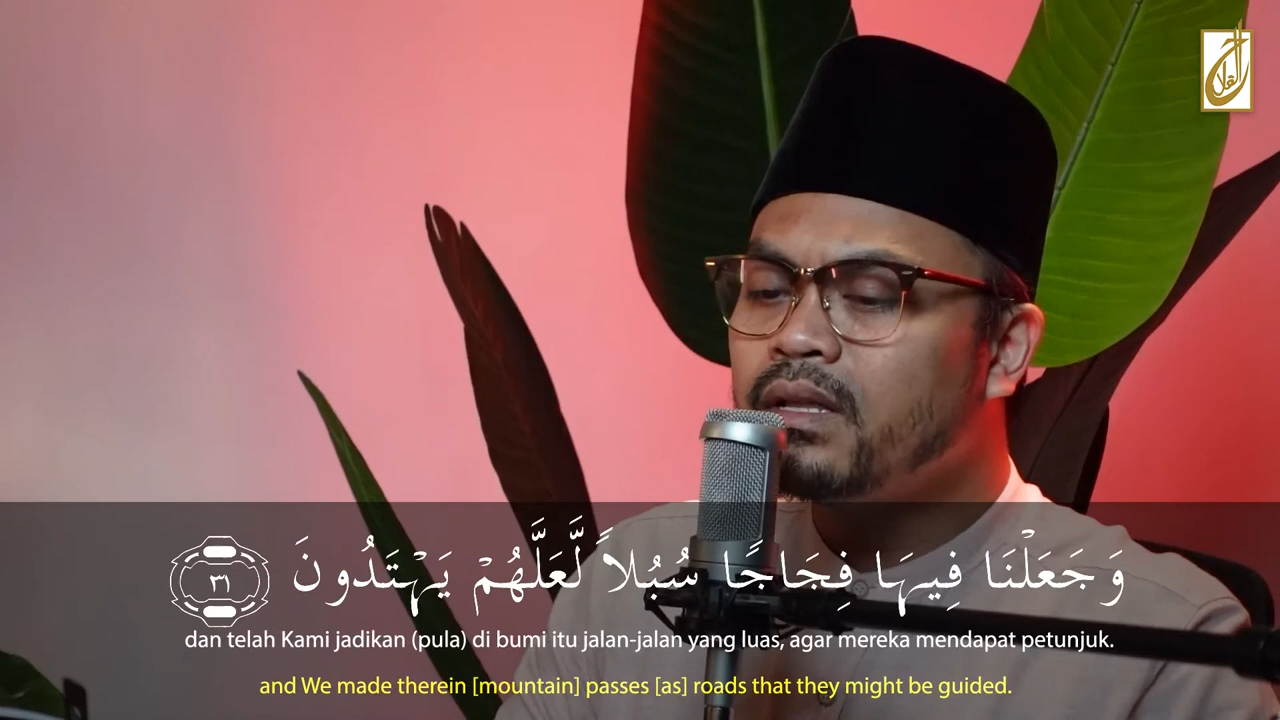 وَجَعَلْنَا فِيهَا فِجَاجًا سُبُلاً لَّعَلَّهُمْ يَهْتَدُونَ ٣١
dan telah Kami jadikan (pula) di bumi itu jalan-jalan yang luas, agar mereka mendapat petunjuk.
and We made therein [mountain] passes [as] roads that they might be guided.